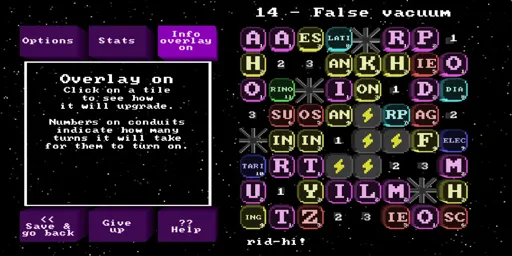 14 - False vacuum
Options
Stats
Info overlay on
Overlay on
Click on a tile
to see how
it will upgrade.
Numbers on conduits
indicate how many
turns it will take
for them to turn on.
<< Save & go back
Give up
?? Help
A A ES LATI R P 1
H 2 3 AN K H IE O
O RINO I ON 1 D DIA
3 SU OS AN RP AG 2
IN IN 1 F ELEC
TARI R T 2 3 M
U 1 Y I L M H
ING T Z 2 3 IE O SC
rid-hi!